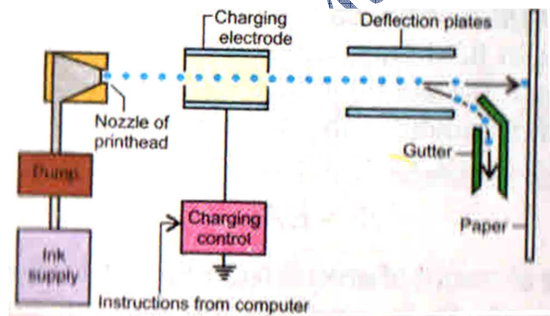 Charging
electrode
Deflection plates
Nozzle of
printhead
Pump
Ink
supply
Charging
control
Instructions from computer
Gutter
Paper